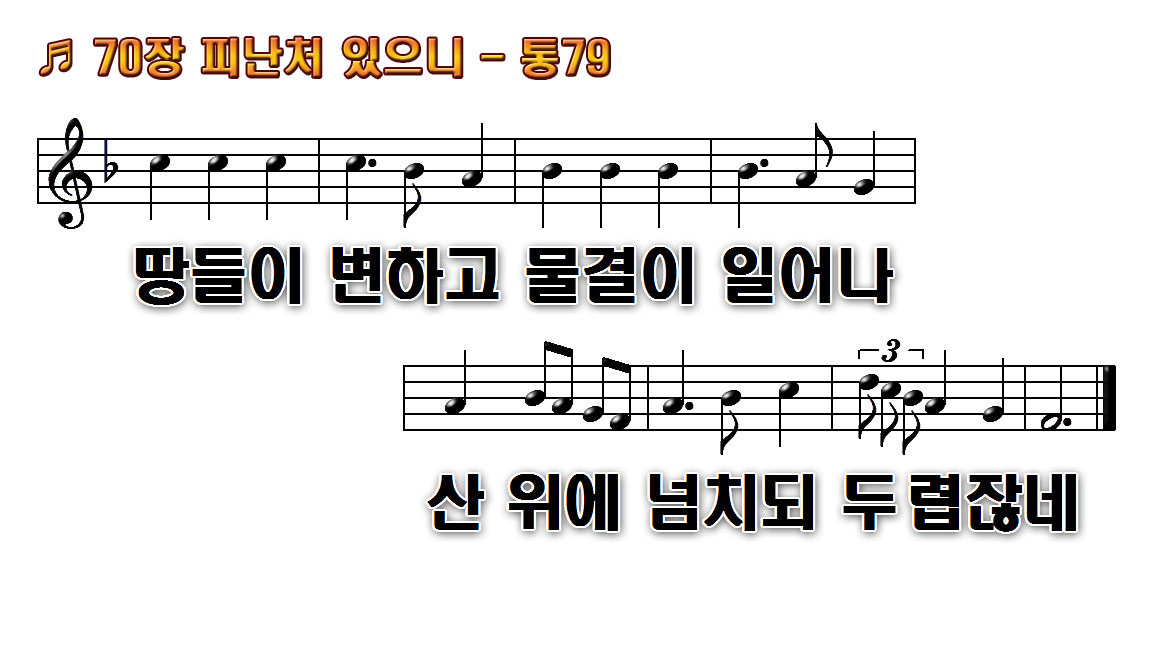 70장 피난처 있으니 - 통79
땅들이 변하고 물결이 일어나
3
산 위에 넘치되 두렵잖네